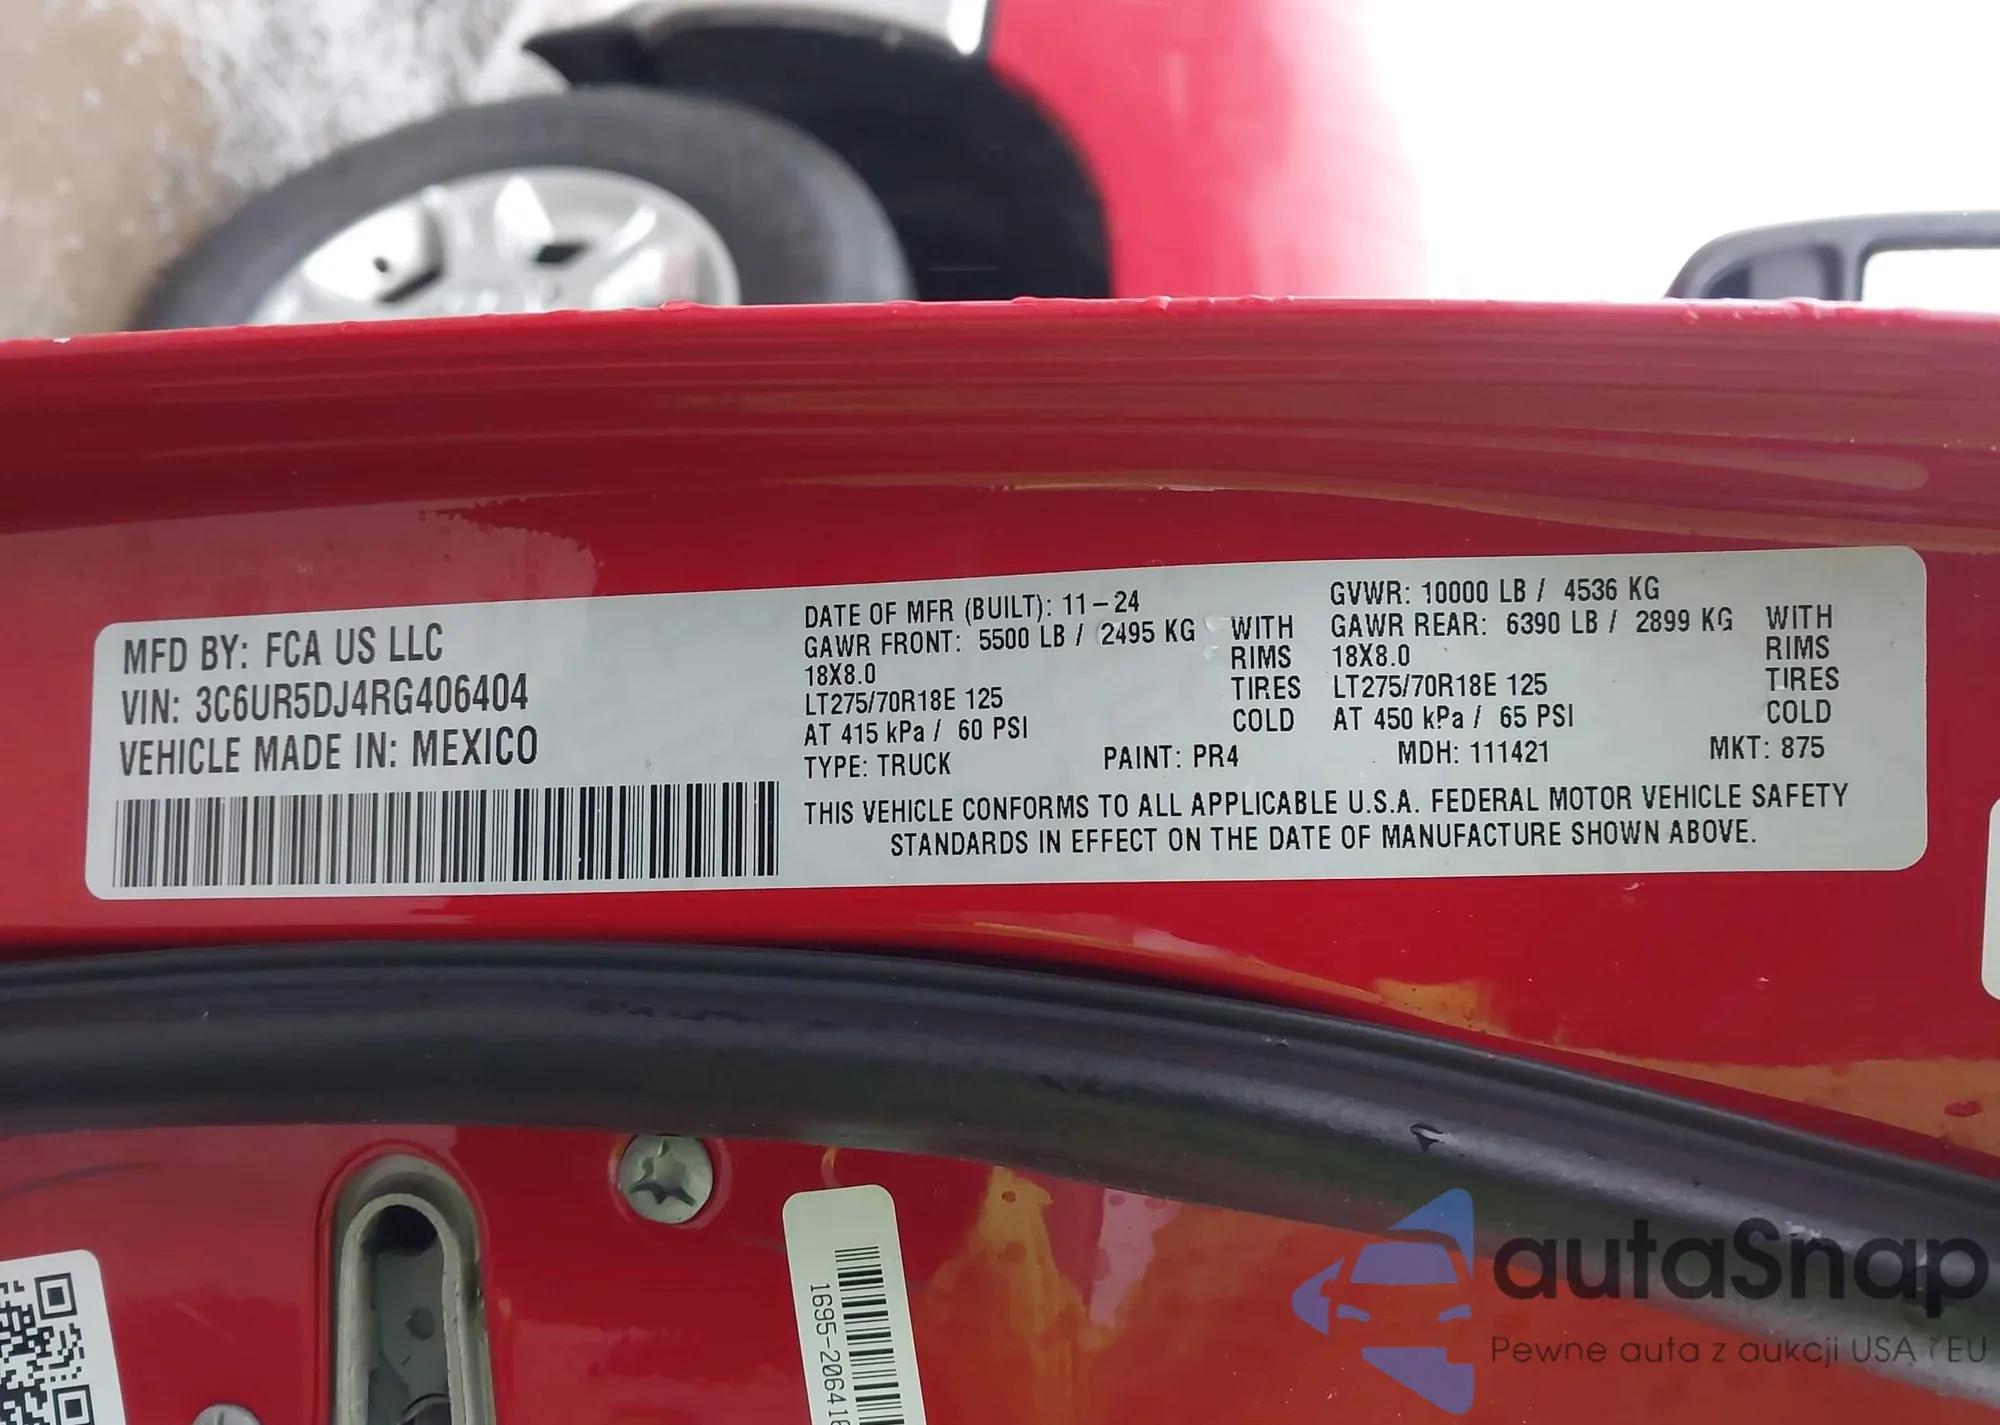 MFD BY: FCA US LLC
VIN: 3C6UR5DJ4RG406404
VEHICLE MADE IN: MEXICO
DATE OF MFR (BUILT): 11-24
GAWR FRONT: 5500 LB / 2495 KG WITH
18X8.0 RIMS
LT275/70R18E 125 TIRES
AT 415 kPa / 60 PSI COLD
GVWR: 10000 LB / 4536 KG
GAWR REAR: 6390 LB / 2899 KG WITH
18X8.0 RIMS
LT275/70R18E 125 TIRES
AT 450 kPa / 65 PSI COLD
TYPE: TRUCK PAINT: PR4 MDH: 111421 MKT: 875
THIS VEHICLE CONFORMS TO ALL APPLICABLE U.S.A. FEDERAL MOTOR VEHICLE SAFETY
STANDARDS IN EFFECT ON THE DATE OF MANUFACTURE SHOWN ABOVE.
autaSnap
Pewne auta z aukcji USA i EU